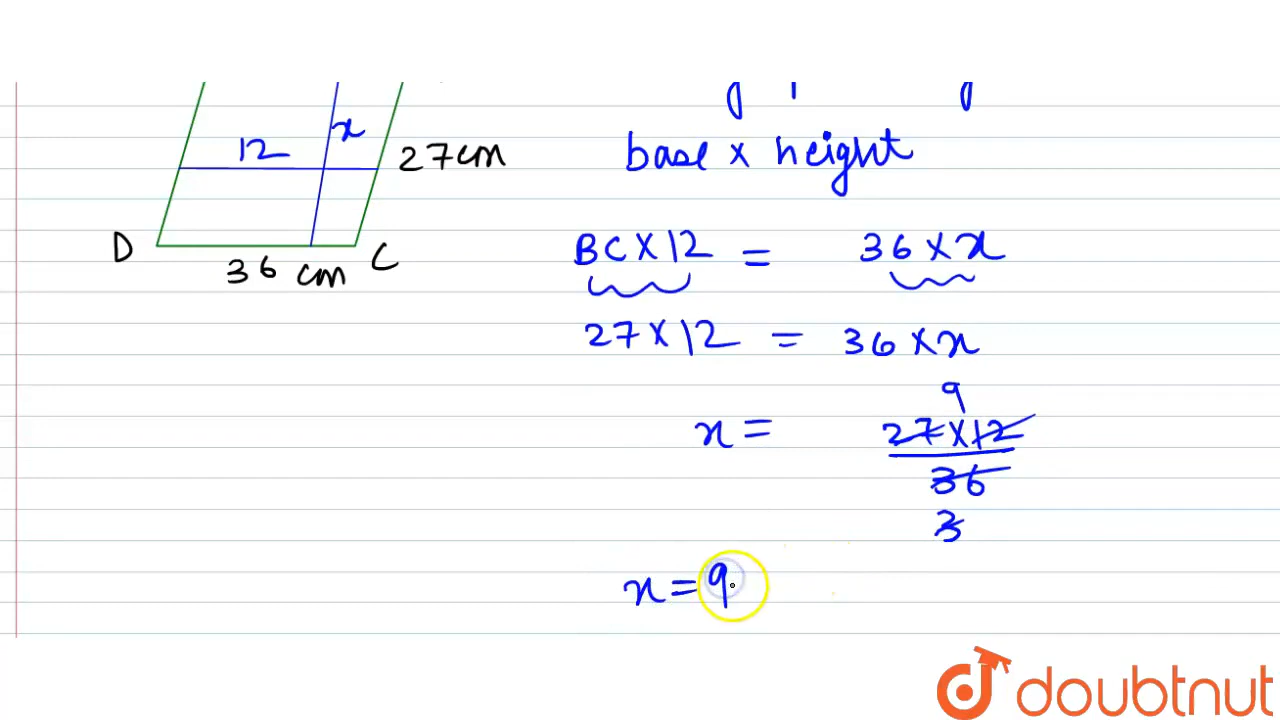 12 x
27cm
base × height
D
36 cm C
BC×12 = 36×x
27×12 = 36×x
9
x = 27×12
36
3
x = 9
doubtnut